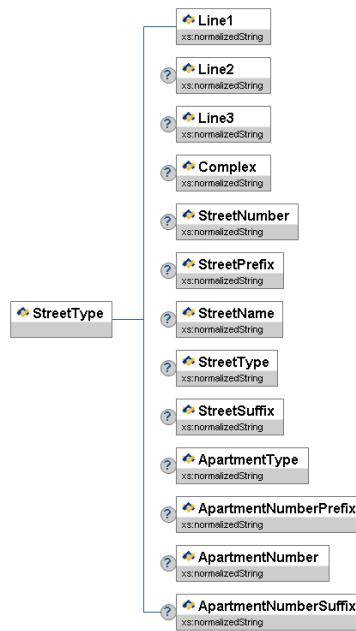 Line1
xs:normalizedString
? Line2
xs:normalizedString
? Line3
xs:normalizedString
? Complex
xs:normalizedString
? StreetNumber
xs:normalizedString
? StreetPrefix
xs:normalizedString
StreetType
? StreetName
xs:normalizedString
? StreetType
xs:normalizedString
? StreetSuffix
xs:normalizedString
? ApartmentType
xs:normalizedString
? ApartmentNumberPrefix
xs:normalizedString
? ApartmentNumber
xs:normalizedString
? ApartmentNumberSuffix
xs:normalizedString